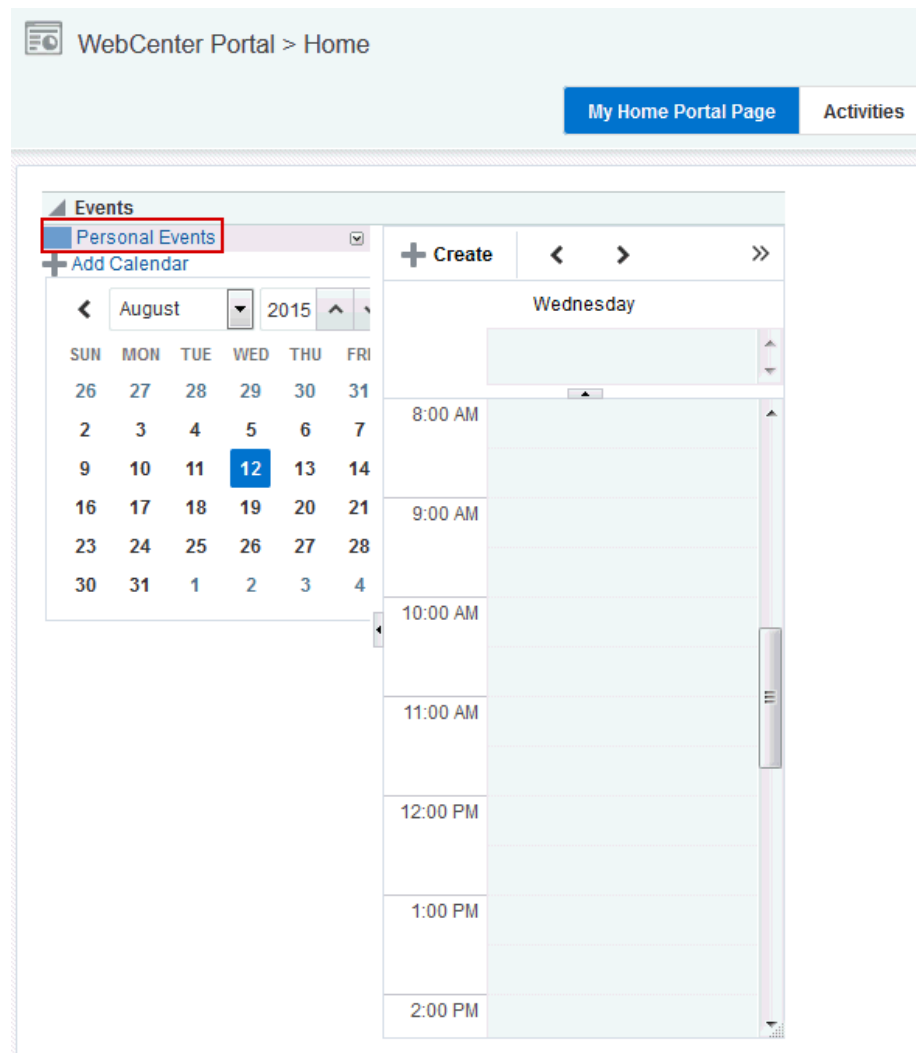 WebCenter Portal > Home
My Home Portal Page Activities
Events
Personal Events
Add Calendar
August 2015
SUN MON TUE WED THU FRI
26 27 28 29 30 31
2 3 4 5 6 7
9 10 11 12 13 14
16 17 18 19 20 21
23 24 25 26 27 28
30 31 1 2 3 4
Create
Wednesday
8:00 AM
9:00 AM
10:00 AM
11:00 AM
12:00 PM
1:00 PM
2:00 PM